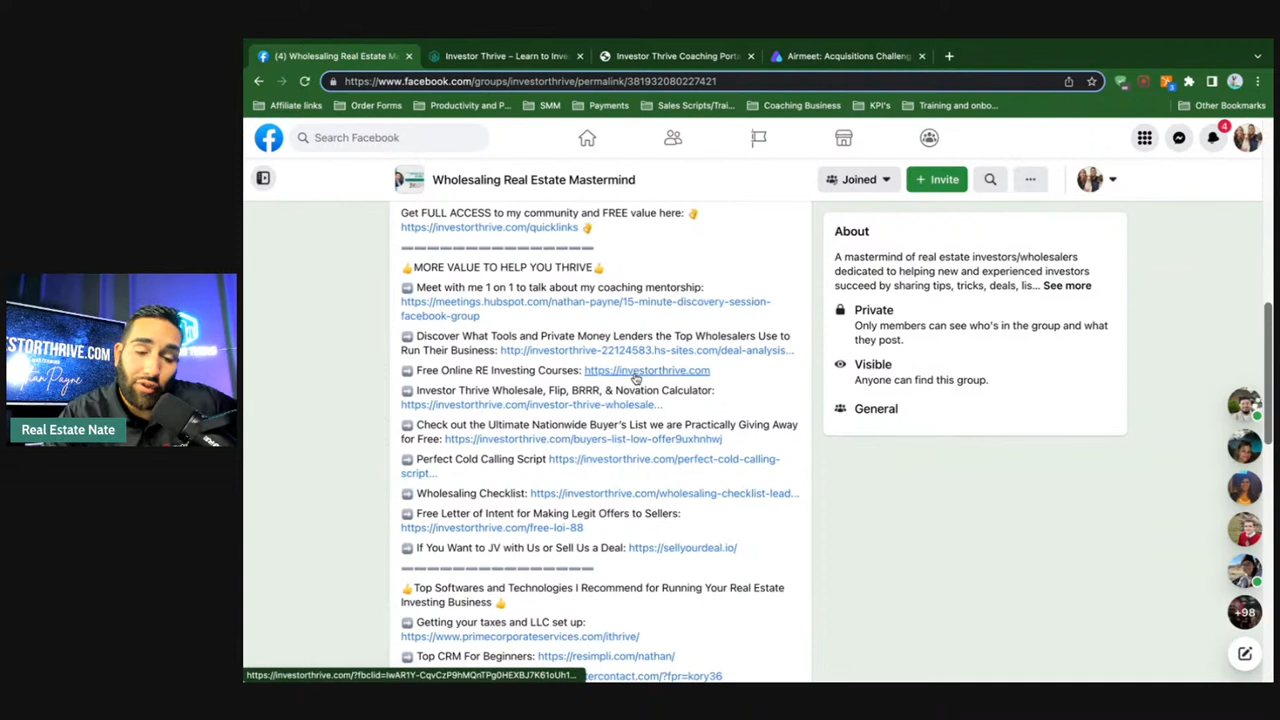 (4) Wholesaling Real Estate M
Investor Thrive – Learn to Inve
Investor Thrive Coaching Porta
Airmeet: Acquisitions Challeng
https://www.facebook.com/groups/investorthrive/permalink/381932080227421
Affiliate links
Order Forms
Productivity and P...
SMM
Payments
Sales Scripts/Trai...
Coaching Business
KPI's
Training and onbo...
Other Bookmarks
Search Facebook
4
Wholesaling Real Estate Mastermind
Joined
+ Invite
Get FULL ACCESS to my community and FREE value here: 👌
https://investorthrive.com/quicklinks 👌
👍MORE VALUE TO HELP YOU THRIVE👍
➡️ Meet with me 1 on 1 to talk about my coaching mentorship:
https://meetings.hubspot.com/nathan-payne/15-minute-discovery-session-
facebook-group
➡️ Discover What Tools and Private Money Lenders the Top Wholesalers Use to
Run Their Business: http://investorthrive-22124583.hs-sites.com/deal-analysis...
➡️ Free Online RE Investing Courses: https://investorthrive.com
➡️ Investor Thrive Wholesale, Flip, BRRR, & Novation Calculator:
https://investorthrive.com/investor-thrive-wholesale...
➡️ Check out the Ultimate Nationwide Buyer's List we are Practically Giving Away
for Free: https://investorthrive.com/buyers-list-low-offer9uxhnhwj
➡️ Perfect Cold Calling Script https://investorthrive.com/perfect-cold-calling-
script...
➡️ Wholesaling Checklist: https://investorthrive.com/wholesaling-checklist-lead...
➡️ Free Letter of Intent for Making Legit Offers to Sellers:
https://investorthrive.com/free-loi-88
➡️ If You Want to JV with Us or Sell Us a Deal: https://sellyourdeal.io/
👍Top Softwares and Technologies I Recommend for Running Your Real Estate
Investing Business 👍
➡️ Getting your taxes and LLC set up:
https://www.primecorporateservices.com/ithrive/
➡️ Top CRM For Beginners: https://resimpli.com/nathan/
tercontact.com/?fpr=kory36
About
A mastermind of real estate investors/wholesalers
dedicated to helping new and experienced investors
succeed by sharing tips, tricks, deals, lis... See more
Private
Only members can see who's in the group and what
they post.
Visible
Anyone can find this group.
General
+98
VESTORTHRIVE.COM
Real Estate Nate